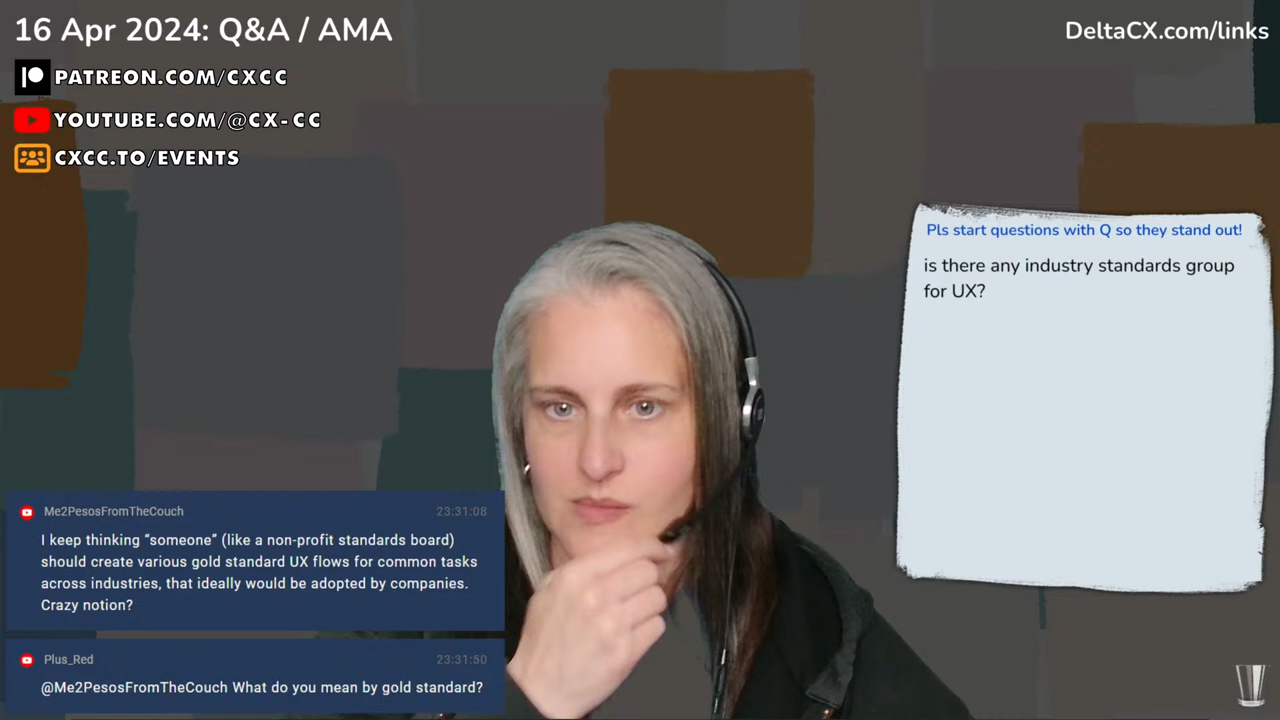 16 Apr 2024: Q&A / AMA
DeltaCX.com/links
PATREON.COM/CXCC
YOUTUBE.COM/@CX-CC
CXCC.TO/EVENTS
Pls start questions with Q so they stand out!
is there any industry standards group
for UX?
Me2PesosFromTheCouch 23:31:08
I keep thinking “someone” (like a non-profit standards board)
should create various gold standard UX flows for common tasks
across industries, that ideally would be adopted by companies.
Crazy notion?
Plus_Red 23:31:50
@Me2PesosFromTheCouch What do you mean by gold standard?